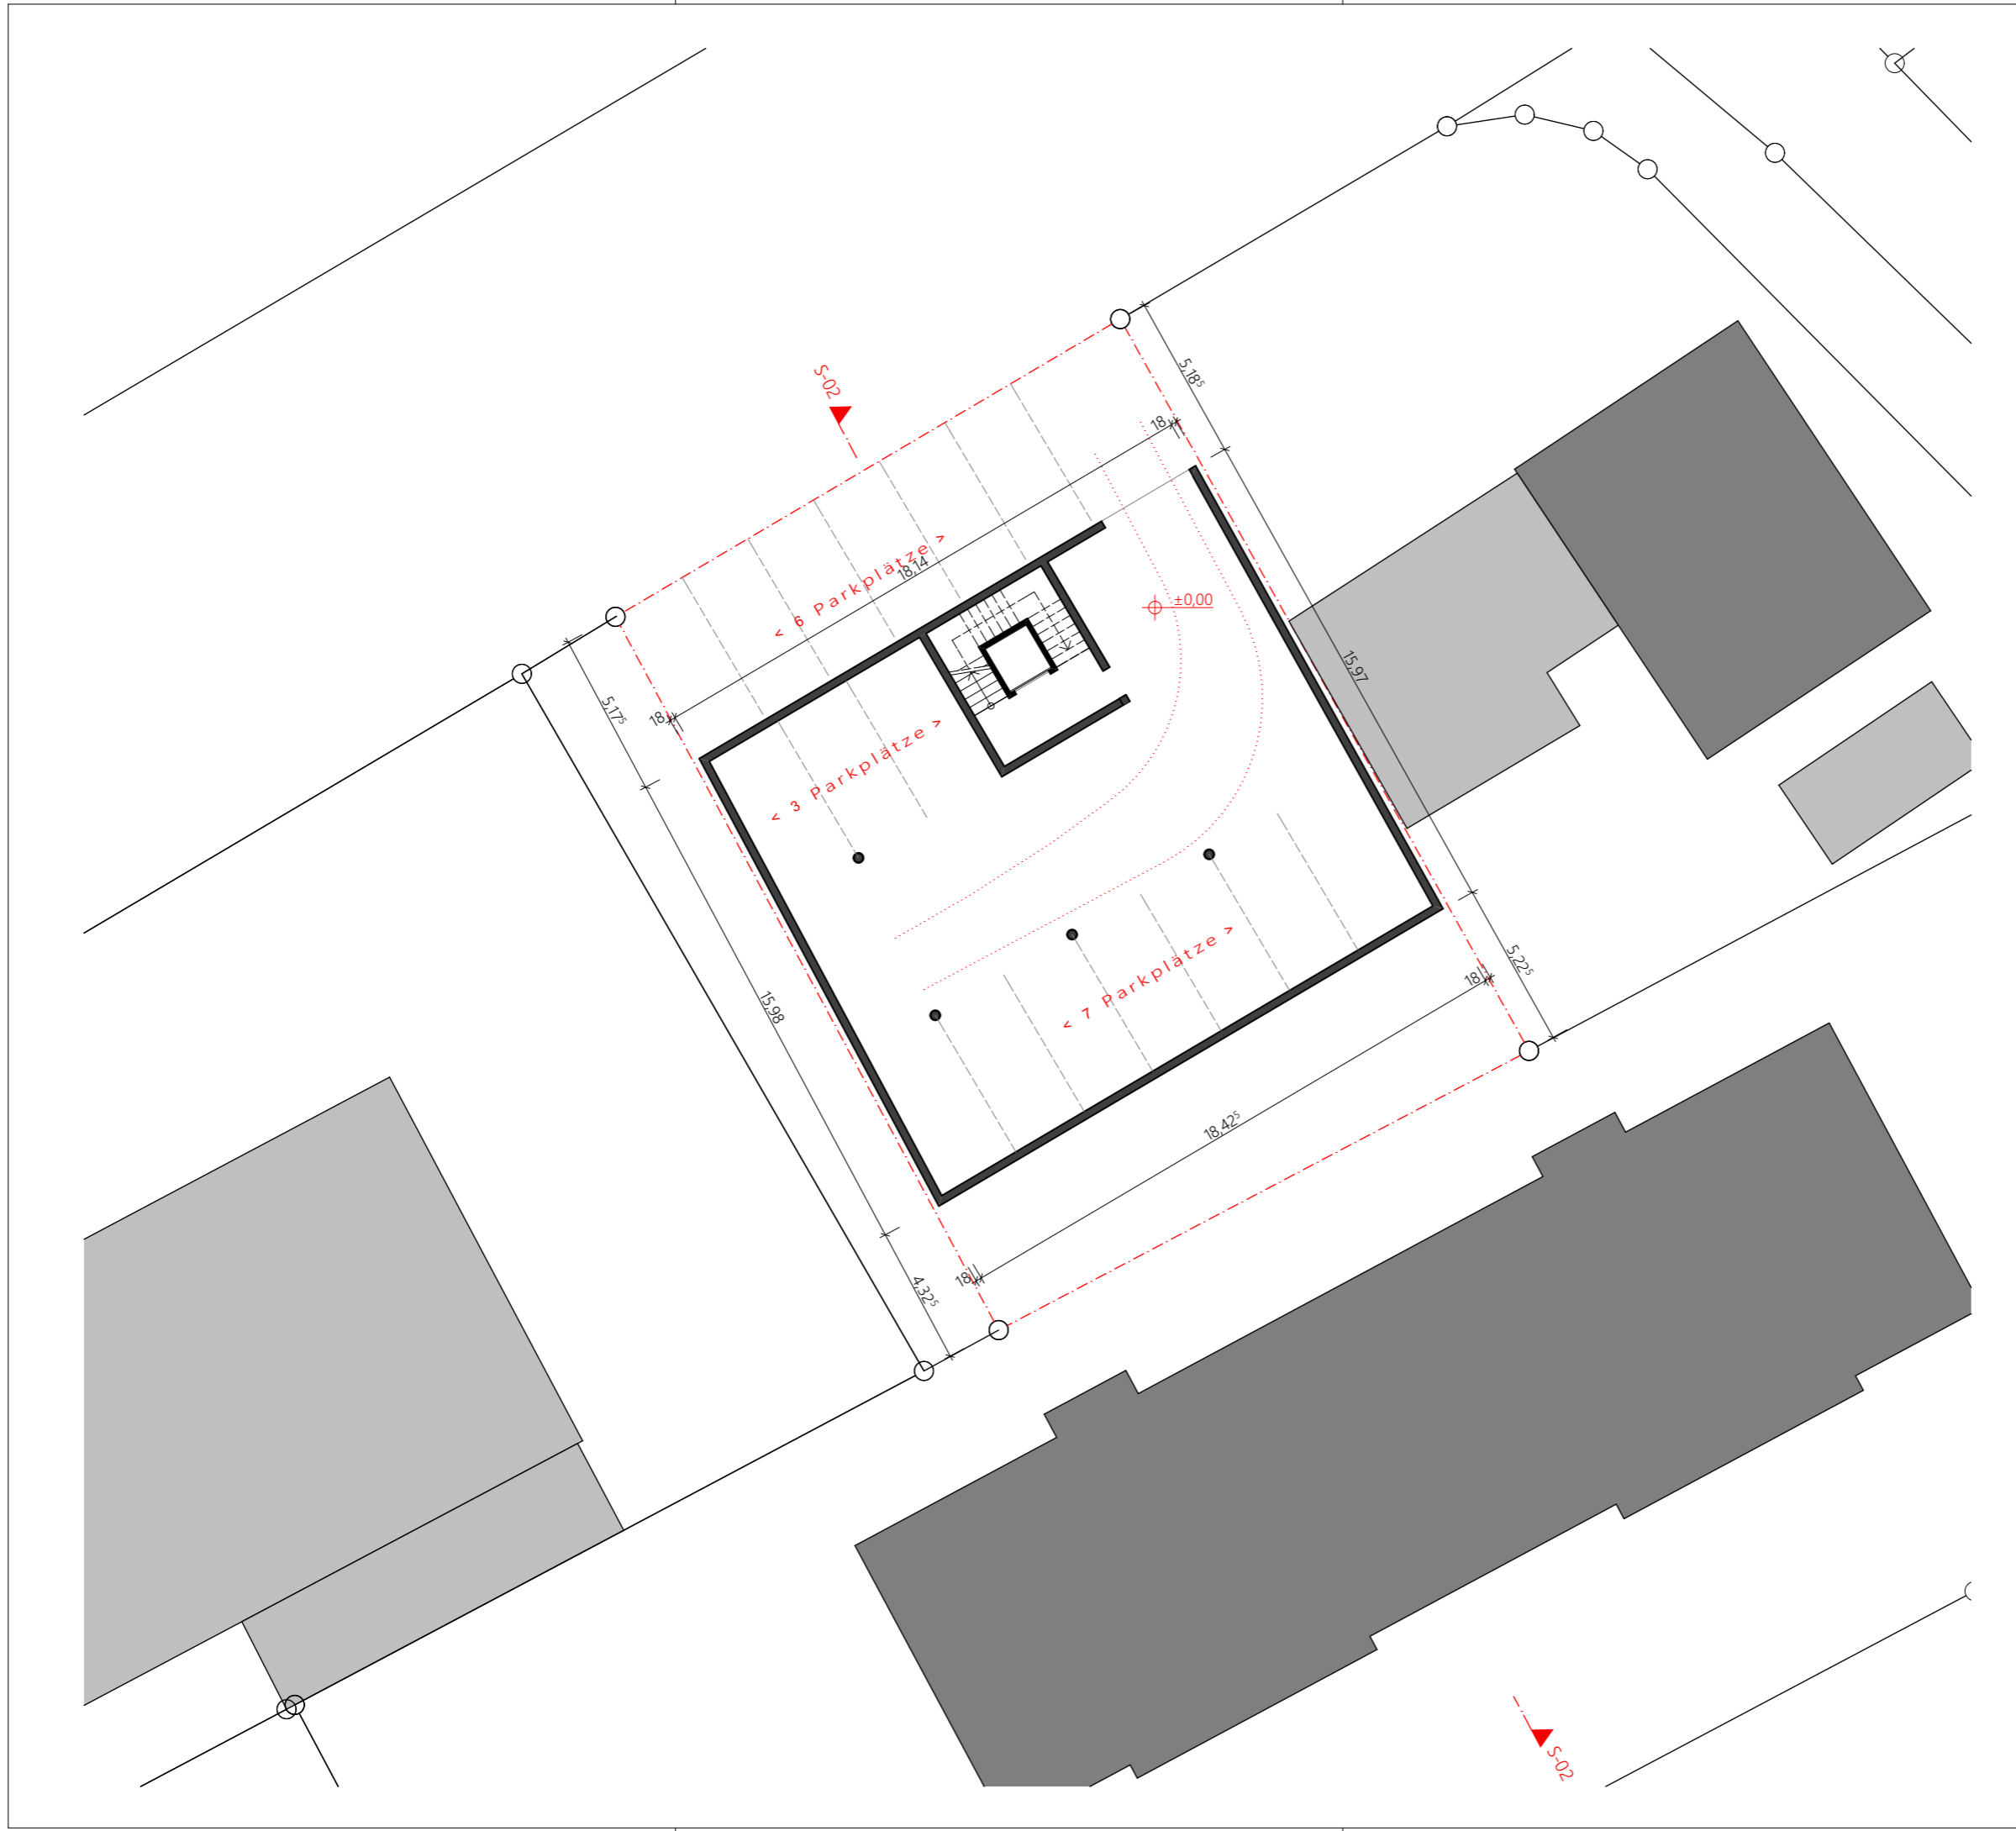 S-02
5,18⁵
18
< 6 Parkplätze >
18,14
±0,00
15,97
5,17⁵
18
< 3 Parkplätze >
< 7 Parkplätze >
5,22⁵
18
15,98
18,42⁵
18
4,32⁵
S-02